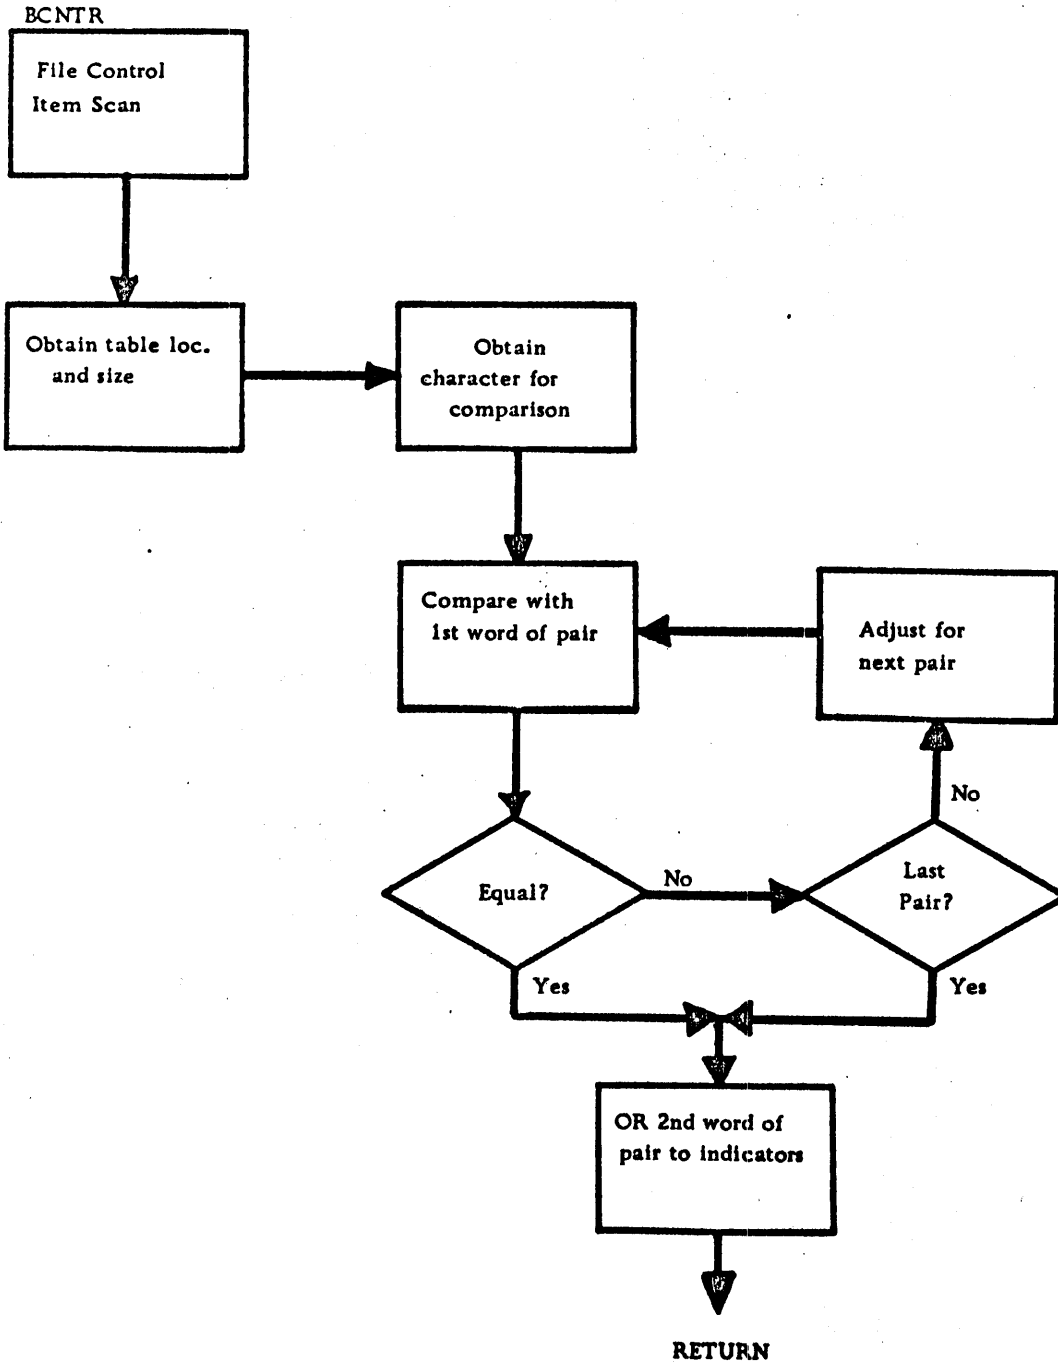 BCNTR
File Control
Item Scan
Obtain table loc.
and size
Obtain
character for
comparison
Compare with
1st word of pair
Adjust for
next pair
No
Equal?
No
Last
Pair?
Yes
Yes
OR 2nd word of
pair to indicators
RETURN